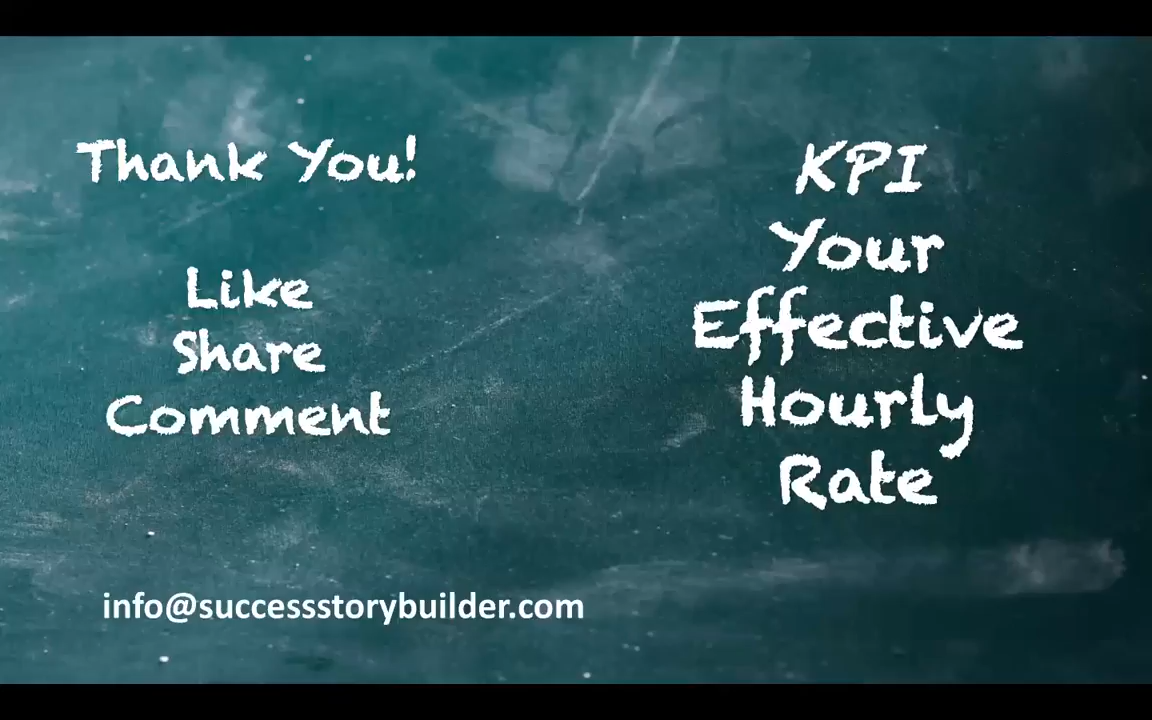 Thank You!
Like
Share
Comment
KPI
Your
Effective
Hourly
Rate
info@successstorybuilder.com